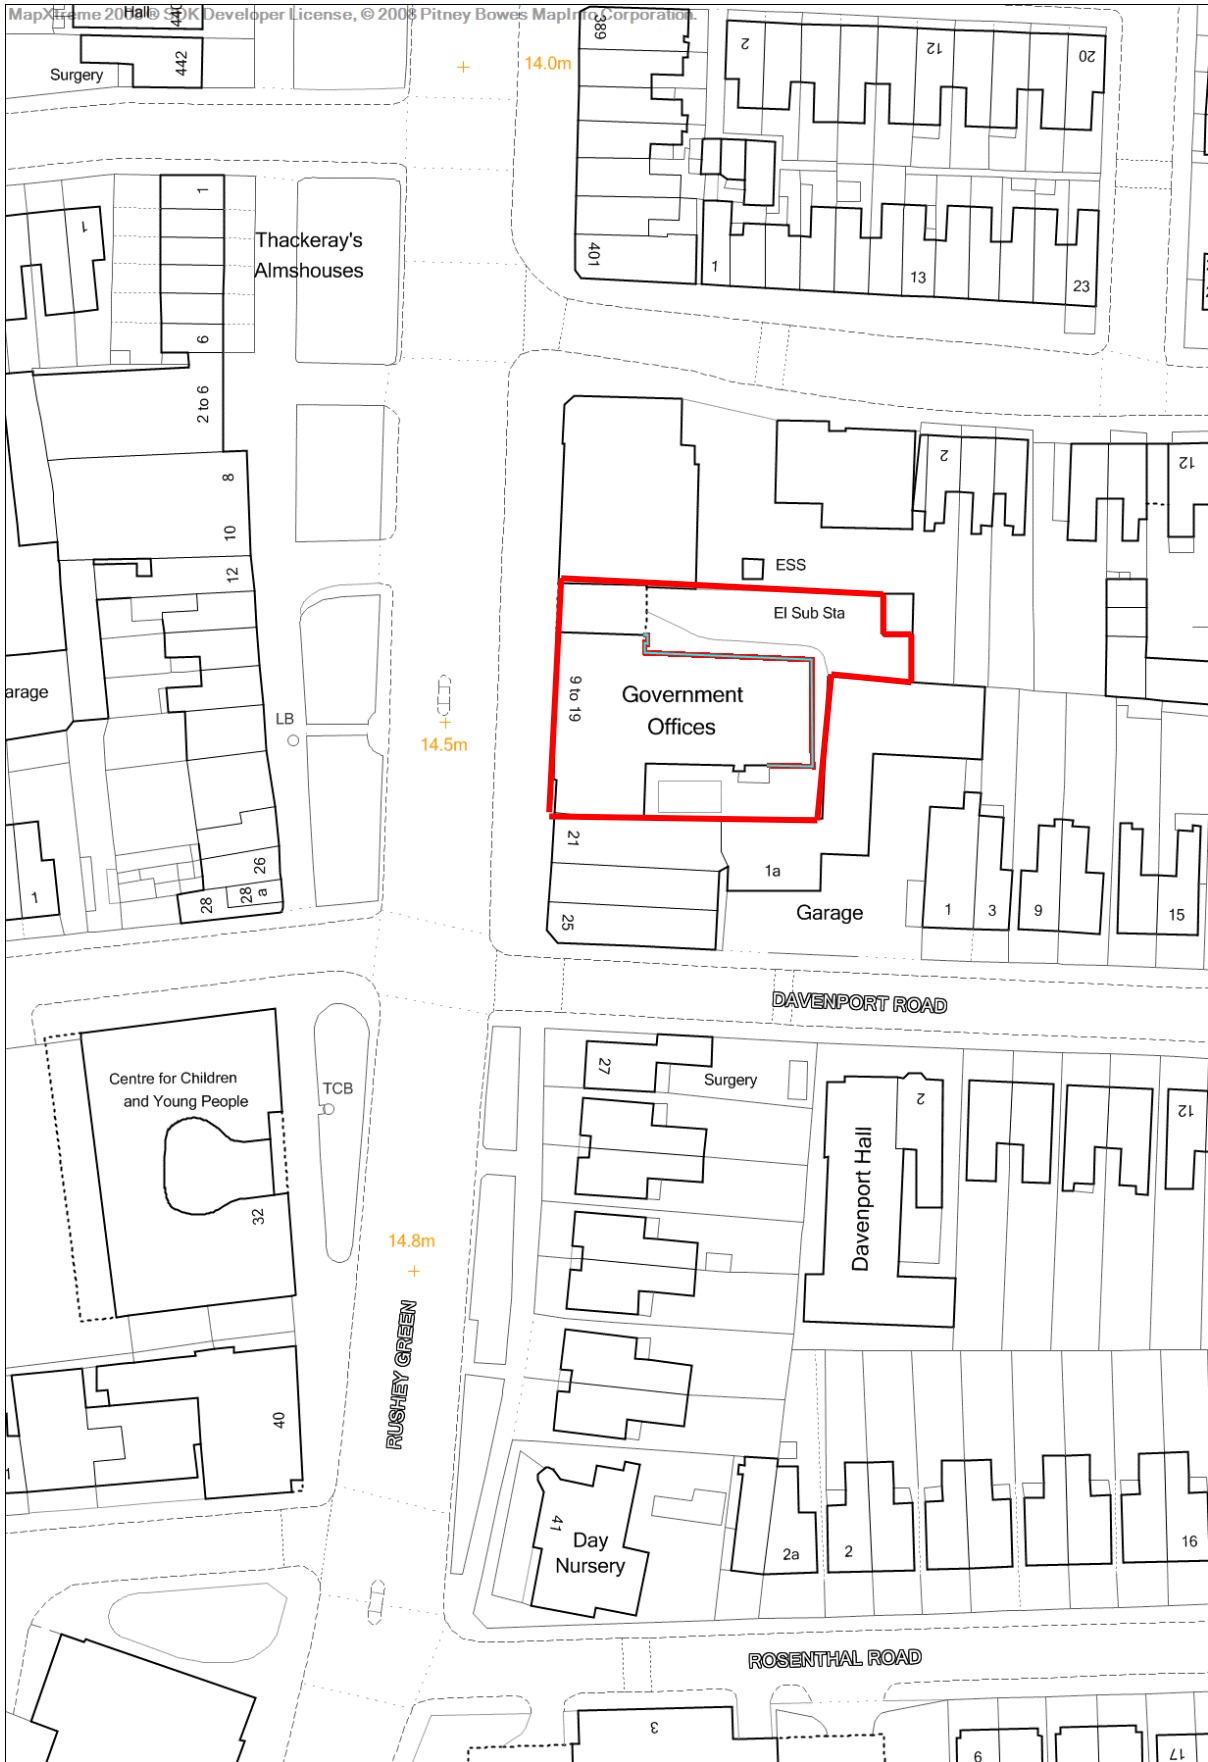 MapXtreme 2008 ® SDK Developer License, © 2008 Pitney Bowes MapInfo Corporation.
Hall
440
442
Surgery
14.0m
389
2
12
20
1
1
Thackeray's
Almshouses
401
1
13
23
6
2 to 6
8
10
12
2
12
ESS
El Sub Sta
Government
Offices
9 to 19
arage
LB
14.5m
21
25
1a
Garage
1
3
9
15
1
26
28
28
a
DAVENPORT ROAD
Centre for Children
and Young People
TCB
32
27
Surgery
2
Davenport Hall
12
14.8m
RUSHEY GREEN
40
1
41
Day
Nursery
2a
2
16
ROSENTHAL ROAD
3
9
17